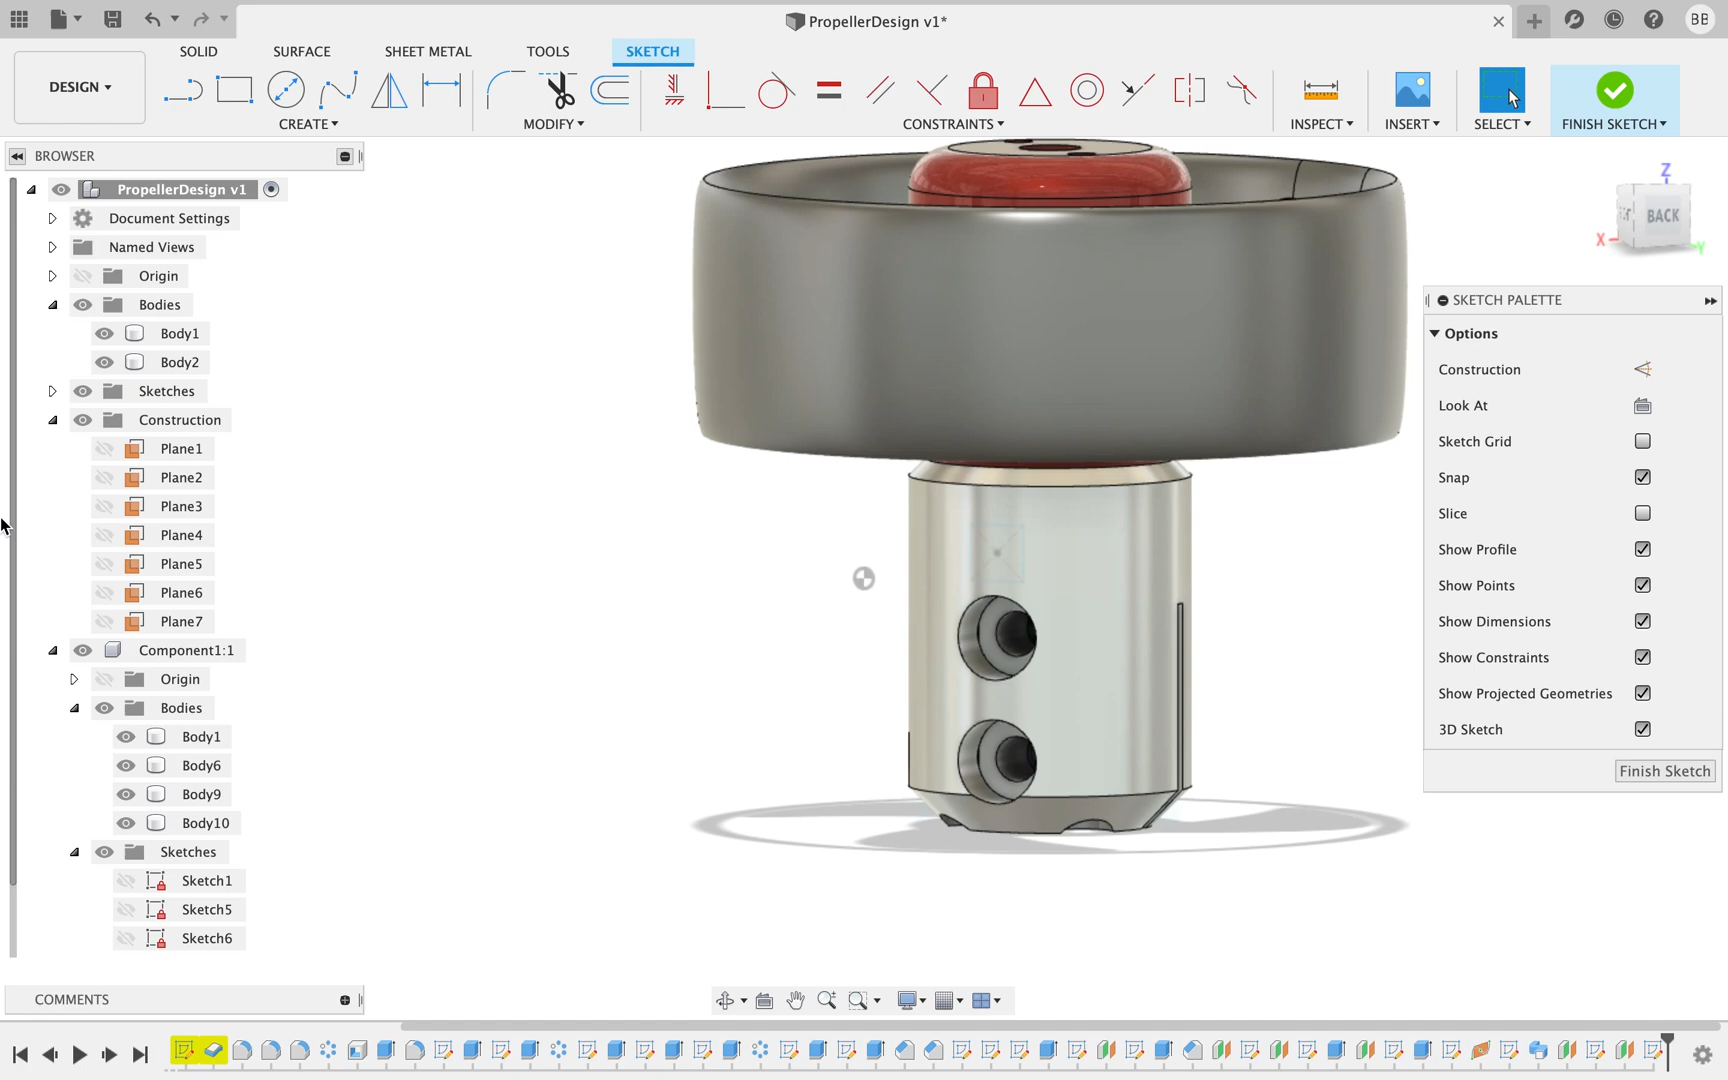 PropellerDesign v1*
BB
DESIGN
SOLID
SURFACE
SHEET METAL
TOOLS
SKETCH
CREATE
MODIFY
CONSTRAINTS
INSPECT
INSERT
SELECT
FINISH SKETCH
BROWSER
PropellerDesign v1
Document Settings
Named Views
Origin
Bodies
Body1
Body2
Sketches
Construction
Plane1
Plane2
Plane3
Plane4
Plane5
Plane6
Plane7
Component1:1
Origin
Bodies
Body1
Body6
Body9
Body10
Sketches
Sketch1
Sketch5
Sketch6
COMMENTS
Z
BACK
X
Y
SKETCH PALETTE
Options
Construction
Look At
Sketch Grid
Snap
Slice
Show Profile
Show Points
Show Dimensions
Show Constraints
Show Projected Geometries
3D Sketch
Finish Sketch